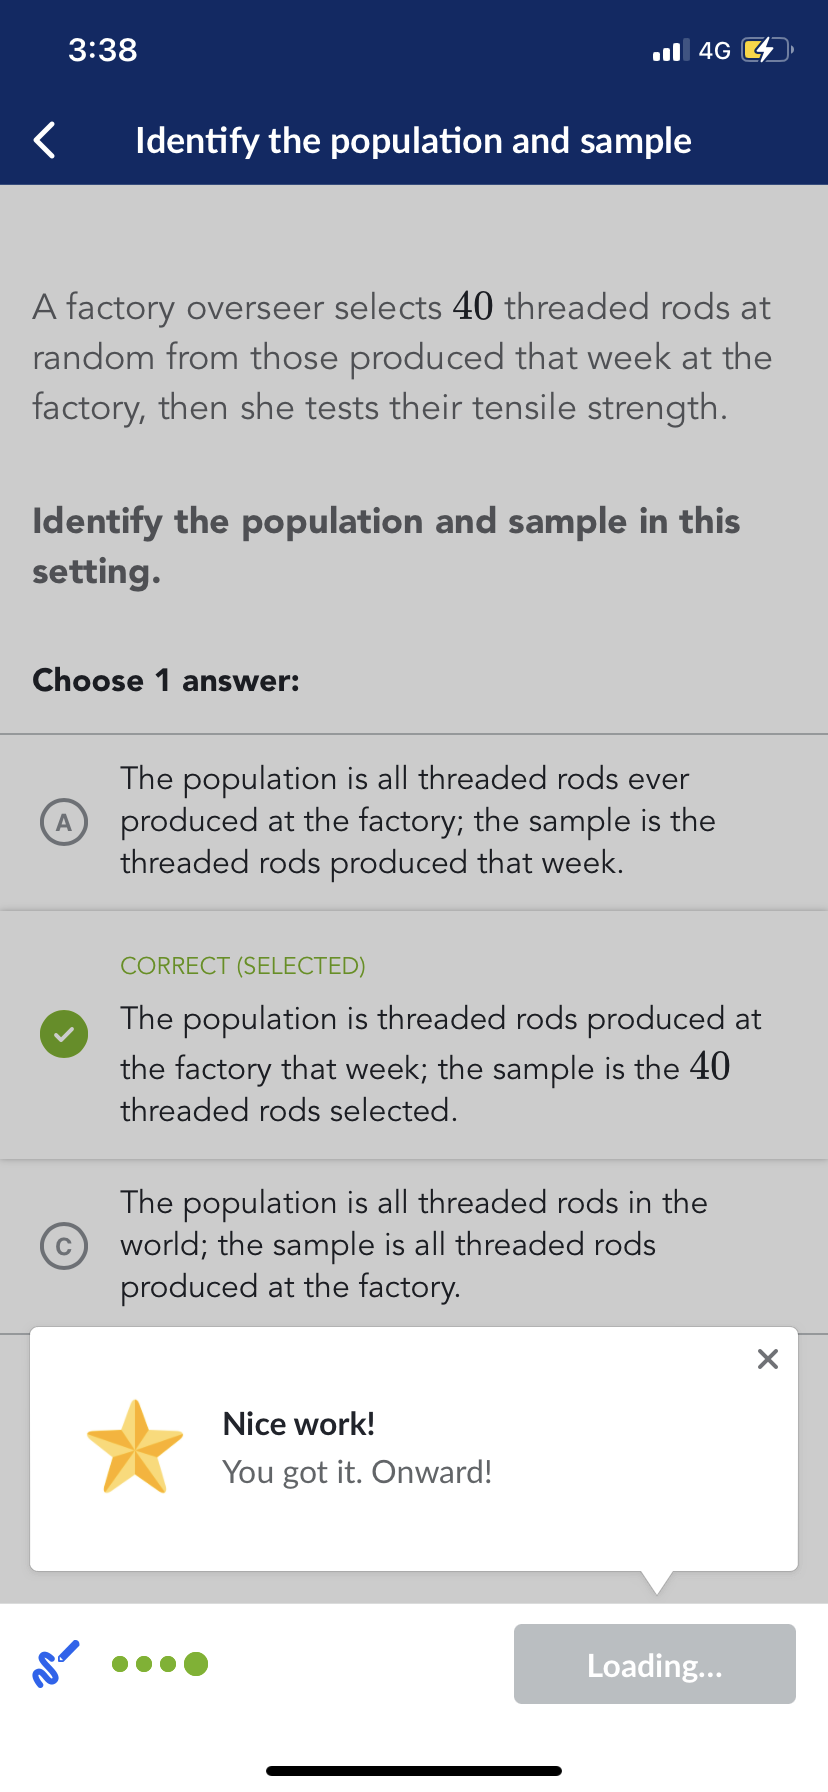 3:38
4G
Identify the population and sample
A factory overseer selects 40 threaded rods at
random from those produced that week at the
factory, then she tests their tensile strength.
Identify the population and sample in this
setting.
Choose 1 answer:
A
The population is all threaded rods ever
produced at the factory; the sample is the
threaded rods produced that week.
CORRECT (SELECTED)
The population is threaded rods produced at
the factory that week; the sample is the 40
threaded rods selected.
C
The population is all threaded rods in the
world; the sample is all threaded rods
produced at the factory.
Nice work!
You got it. Onward!
Loading...